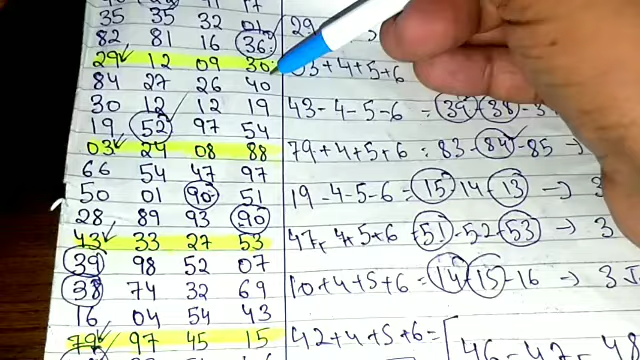 35 35 32 01 29
82 81 16 36
29 12 09 30 03+4+5+6
84 27 26 40
30 12 12 19 43-4-5-6 = 39 38-3
19 52 97 54
03 24 08 88 79+4+5+6 = 83-84-85 →
66 54 47 97
50 01 90 51 19-4-5-6 = 15 14 13 → 3
28 89 93 90
43 33 27 53 47+4+5+6 51-52-53 → 3
39 98 52 07
38 74 32 69 10+4+5+6 = 14 15-16 → 3
16 04 54 43
79 97 45 15 42+4+5+6 = 46-47-48